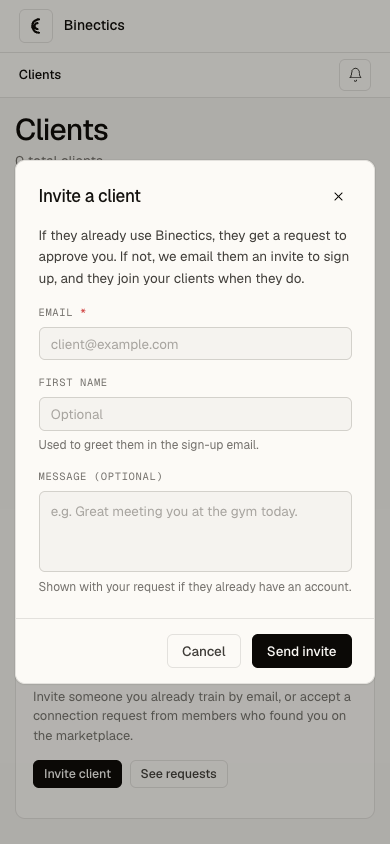 Binectics
Clients
Clients
0 total clients
Invite a client
If they already use Binectics, they get a request to
approve you. If not, we email them an invite to sign
up, and they join your clients when they do.
EMAIL *
client@example.com
FIRST NAME
Optional
Used to greet them in the sign-up email.
MESSAGE (OPTIONAL)
e.g. Great meeting you at the gym today.
Shown with your request if they already have an account.
Cancel
Send invite
Invite someone you already train by email, or accept a
connection request from members who found you on
the marketplace.
Invite client
See requests